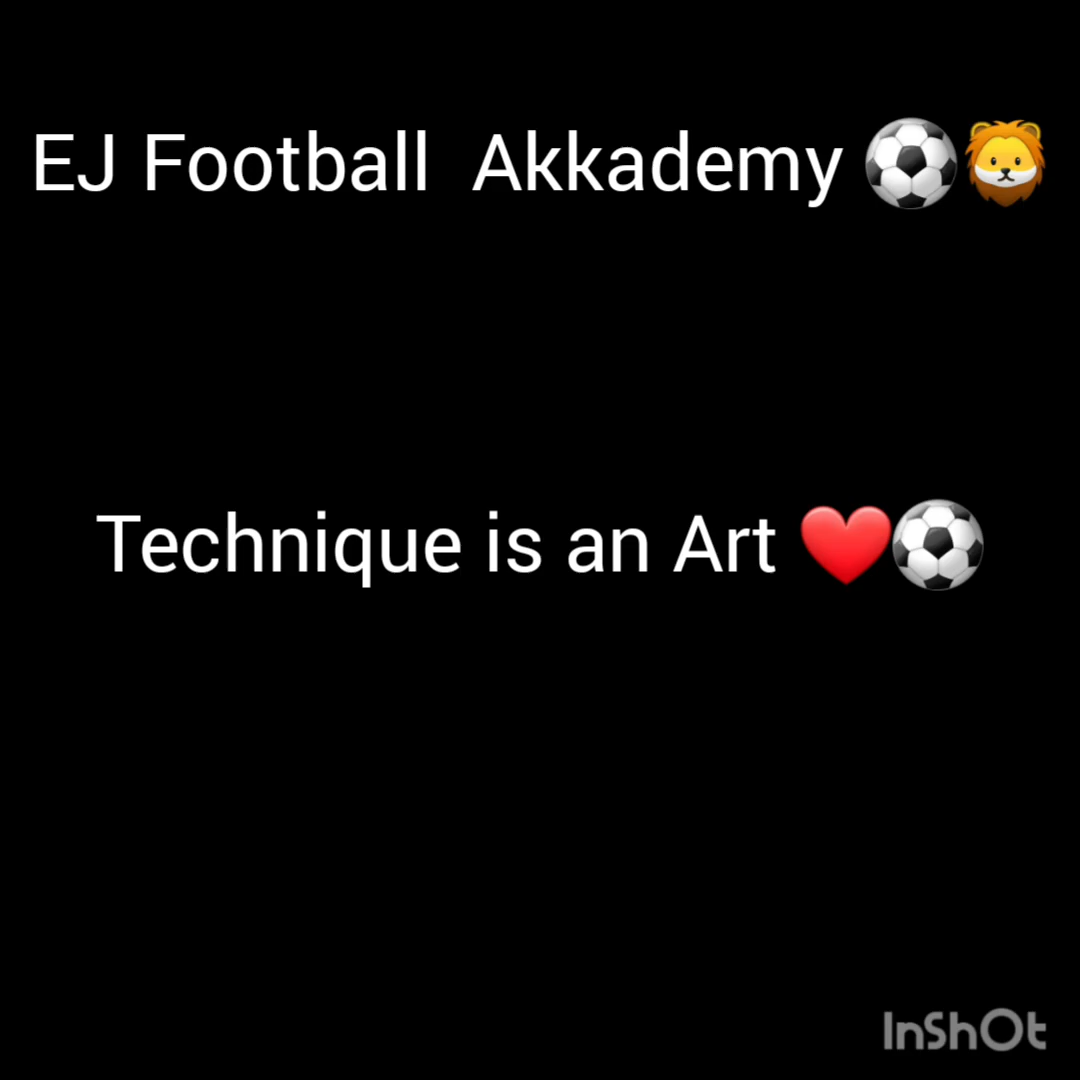 EJ Football  Akkademy ⚽🦁
Technique is an Art ❤️⚽
InShOt